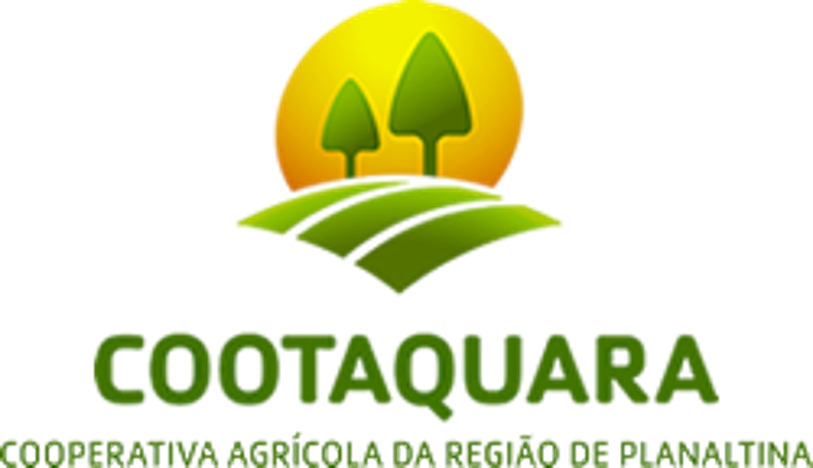 COOTAQUARA
COOPERATIVA AGRÍCOLA DA REGIÃO DE PLANALTINA